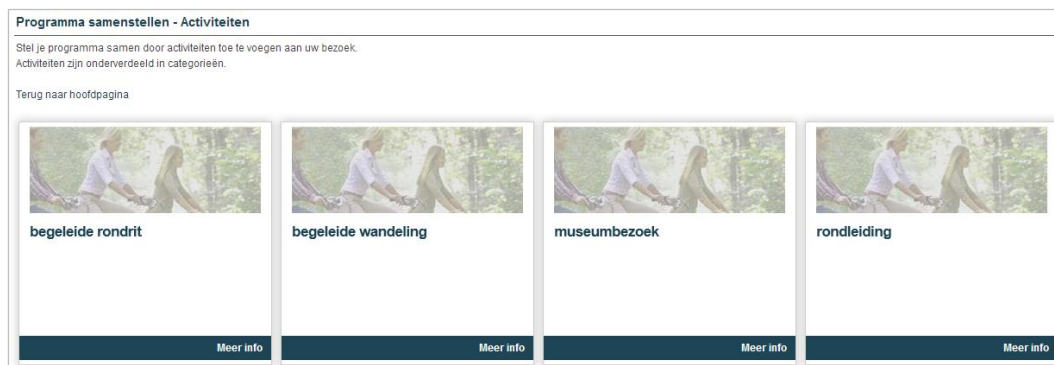 Programma samenstellen - Activiteiten
Stel je programma samen door activiteiten toe te voegen aan uw bezoek.
Activiteiten zijn onderverdeeld in categorieën.
Terug naar hoofdpagina
begeleide rondrit
begeleide wandeling
museumbezoek
rondleiding
Meer info
Meer info
Meer info
Meer info